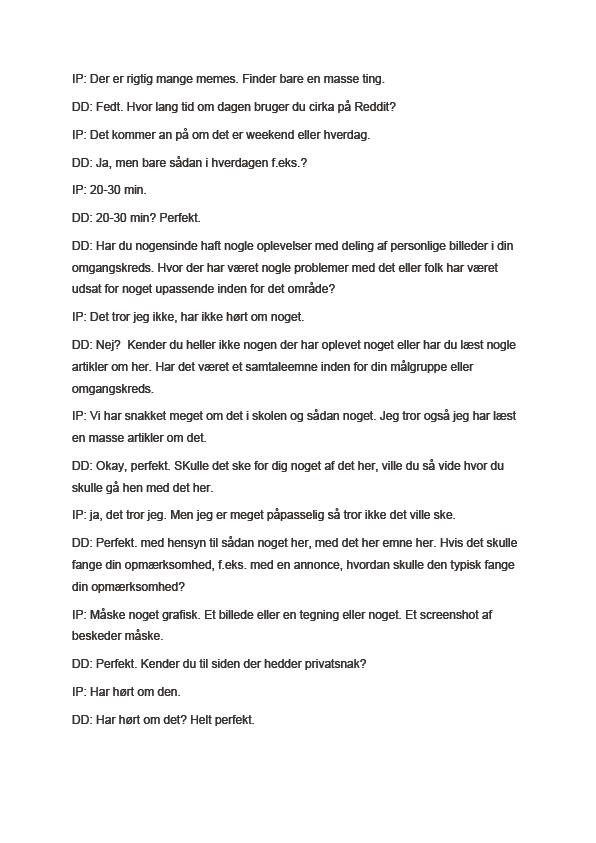 IP: Der er rigtig mange memes. Finder bare en masse ting.
DD: Fedt. Hvor lang tid om dagen bruger du cirka på Reddit?
IP: Det kommer an på om det er weekend eller hverdag.
DD: Ja, men bare sådan i hverdagen f.eks.?
IP: 20-30 min.
DD: 20-30 min? Perfekt.
DD: Har du nogensinde haft nogle oplevelser med deling af personlige billeder i din
omgangskreds. Hvor der har været nogle problemer med det eller folk har været
udsat for noget upassende inden for det område?
IP: Det tror jeg ikke, har ikke hørt om noget.
DD: Nej?  Kender du heller ikke nogen der har oplevet noget eller har du læst nogle
artikler om her. Har det været et samtaleemne inden for din målgruppe eller
omgangskreds.
IP: Vi har snakket meget om det i skolen og sådan noget. Jeg tror også jeg har læst
en masse artikler om det.
DD: Okay, perfekt. SKulle det ske for dig noget af det her, ville du så vide hvor du
skulle gå hen med det her.
IP: ja, det tror jeg. Men jeg er meget påpasselig så tror ikke det ville ske.
DD: Perfekt. med hensyn til sådan noget her, med det her emne her. Hvis det skulle
fange din opmærksomhed, f.eks. med en annonce, hvordan skulle den typisk fange
din opmærksomhed?
IP: Måske noget grafisk. Et billede eller en tegning eller noget. Et screenshot af
beskeder måske.
DD: Perfekt. Kender du til siden der hedder privatsnak?
IP: Har hørt om den.
DD: Har hørt om det? Helt perfekt.